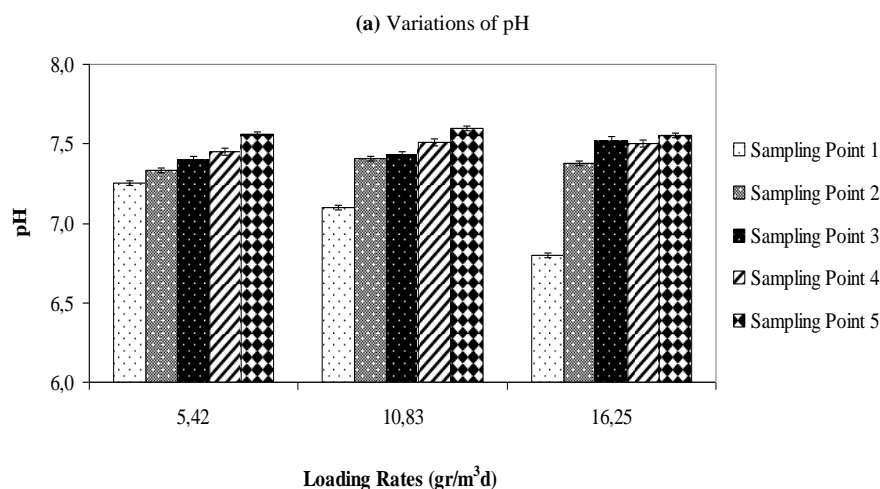 (a) Variations of pH
8,0
7,5
7,0
6,5
6,0
pH
5,42
10,83
16,25
Loading Rates (gr/m³d)
Sampling Point 1
Sampling Point 2
Sampling Point 3
Sampling Point 4
Sampling Point 5